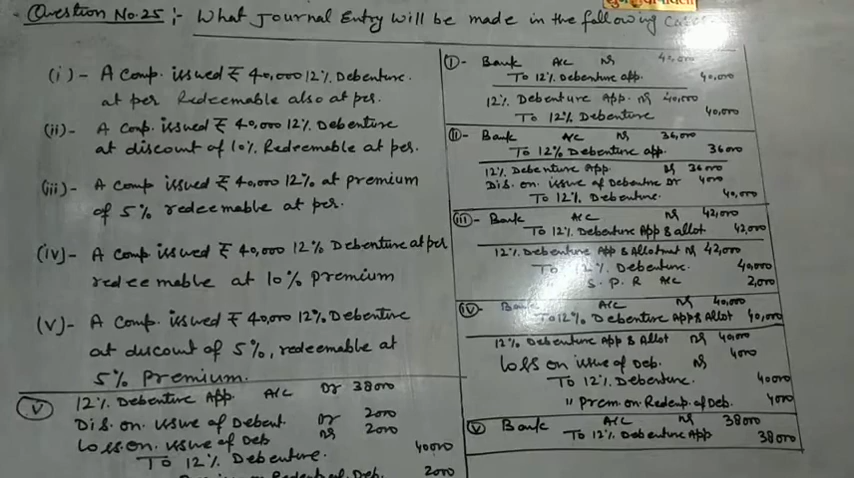 Question No.25 :- What Journal Entry will be made in the following Cases
(i) - A Comp. issued ₹ 40,000 12% Debenture.
at per Redeemable also at per.
(ii) - A Comp. issued ₹ 40,000 12% Debenture
at discount of 10% Redeemable at per.
(iii) - A Comp issued ₹ 40,000 12% at premium
of 5% redeemable at per.
(iv) - A Comp issued ₹ 40,000 12% Debenture at per
redeemable at 10% Premium
(v) - A Comp. issued ₹ 40,000 12% Debenture
at discount of 5%, redeemable at
5% Premium.
(v) 12% Debenture App. A/C Dr 38000
Dis. on issue of Debent. Dr 2000
Loss on issue of Deb Dr 2000
To 12% Debenture. 40000
Deb. 2000
(i) - Bank A/C Dr 40,000
To 12% Debenture app. 40,000
12% Debenture App. Dr 40,000
To 12% Debenture 40,000
(ii) - Bank A/C Dr 36,000
To 12% Debenture app. 36000
12% Debenture App. Dr 36000
Dis. on issue of Debentre Dr 4000
To 12% Debenture. 40,000
(iii) - Bank A/C Dr 42,000
To 12% Debenture App & allot 42,000
12% Debenture App & Allotment Dr 42,000
To 12% Debenture. 40,000
" S. P. R A/C 2,000
(iv) - Bank A/C Dr 40,000
To 12% Debenture App & Allot 40,000
12% Debenture App & Allot Dr 40,000
Loss on issue of Deb. Dr 4000
To 12% Debenture. 40000
" Prem. on Redemp. of Deb. 4000
(v) Bank A/C Dr 38000
To 12% Debenture App 38000